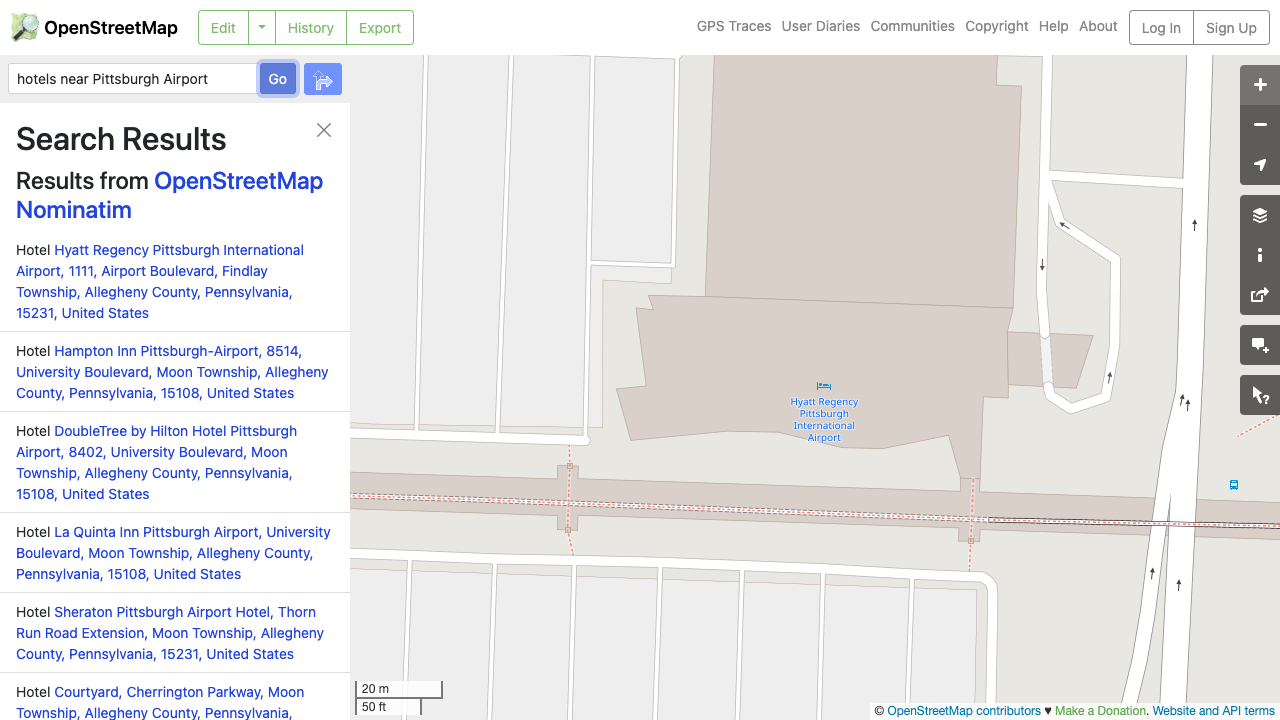 OpenStreetMap
Edit
History
Export
GPS Traces
User Diaries
Communities
Copyright
Help
About
Log In
Sign Up
hotels near Pittsburgh Airport
Go
Search Results
Results from OpenStreetMap
Nominatim
Hotel Hyatt Regency Pittsburgh International
Airport, 1111, Airport Boulevard, Findlay
Township, Allegheny County, Pennsylvania,
15231, United States
Hotel Hampton Inn Pittsburgh-Airport, 8514,
University Boulevard, Moon Township, Allegheny
County, Pennsylvania, 15108, United States
Hotel DoubleTree by Hilton Hotel Pittsburgh
Airport, 8402, University Boulevard, Moon
Township, Allegheny County, Pennsylvania,
15108, United States
Hotel La Quinta Inn Pittsburgh Airport, University
Boulevard, Moon Township, Allegheny County,
Pennsylvania, 15108, United States
Hotel Sheraton Pittsburgh Airport Hotel, Thorn
Run Road Extension, Moon Township, Allegheny
County, Pennsylvania, 15231, United States
Hotel Courtyard, Cherrington Parkway, Moon
Township, Allegheny County, Pennsylvania,
Hyatt Regency
Pittsburgh
International
Airport
20 m
50 ft
© OpenStreetMap contributors ♥ Make a Donation. Website and API terms